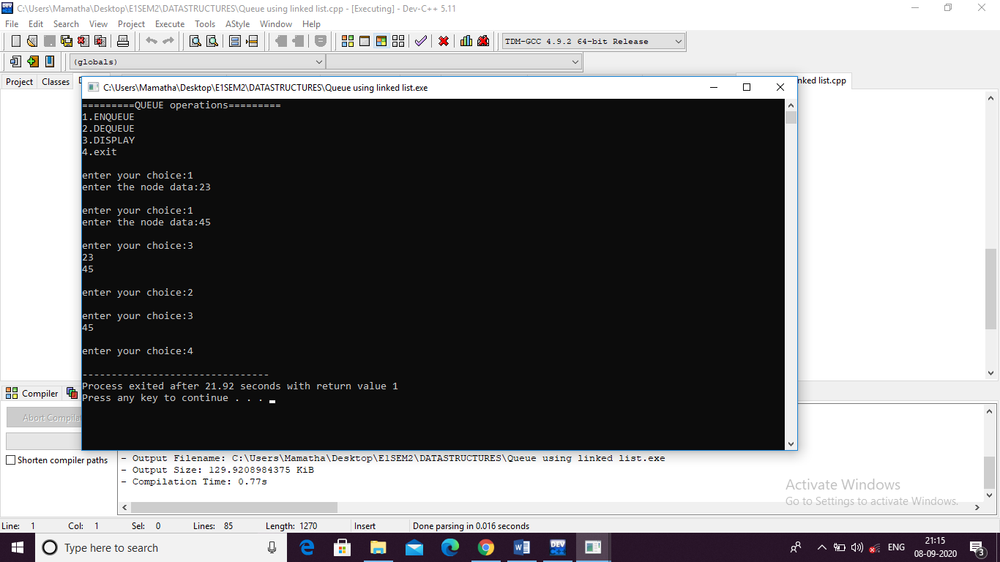 C:\Users\Mamatha\Desktop\E1SEM2\DATASTRUCTURES\Queue using linked list.cpp - [Executing] - Dev-C++ 5.11
File Edit Search View Project Execute Tools AStyle Window Help
TDM-GCC 4.9.2 64-bit Release
(globals)
Project Classes nked list.cpp
C:\Users\Mamatha\Desktop\E1SEM2\DATASTRUCTURES\Queue using linked list.exe
=========QUEUE operations=========
1.ENQUEUE
2.DEQUEUE
3.DISPLAY
4.exit
enter your choice:1
enter the node data:23
enter your choice:1
enter the node data:45
enter your choice:3
23
45
enter your choice:2
enter your choice:3
45
enter your choice:4
--------------------------------
Process exited after 21.92 seconds with return value 1
Press any key to continue . . .
Compiler
Abort Compilat
Shorten compiler paths
- Output Filename: C:\Users\Mamatha\Desktop\E1SEM2\DATASTRUCTURES\Queue using linked list.exe
- Output Size: 129.9208984375 KiB
- Compilation Time: 0.77s
Activate Windows
Go to Settings to activate Windows.
Line: 1 Col: 1 Sel: 0 Lines: 85 Length: 1270 Insert Done parsing in 0.016 seconds
Type here to search
DEV
ENG
21:15
08-09-2020
3